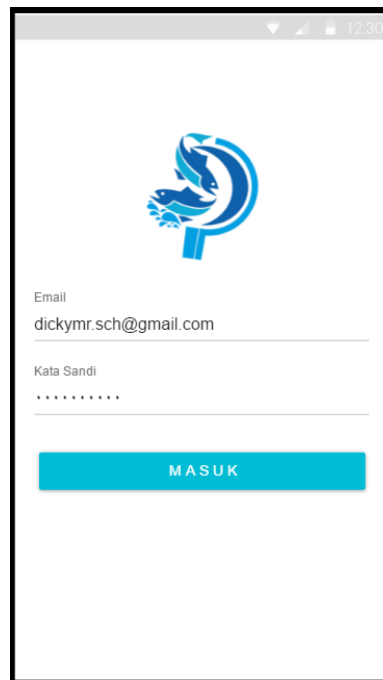 12:30
Email
dickymr.sch@gmail.com
Kata Sandi
..........
MASUK